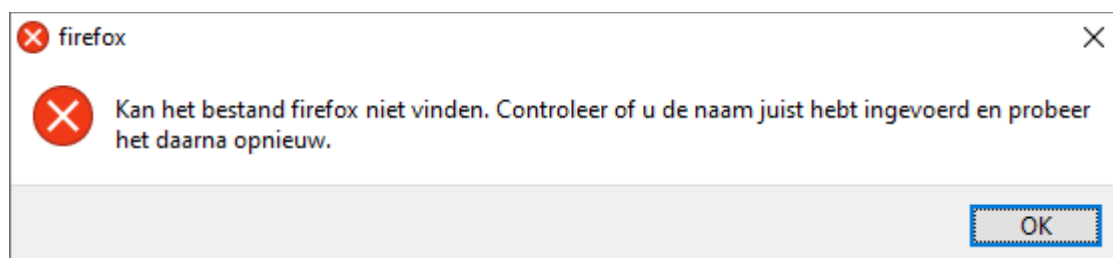 firefox
Kan het bestand firefox niet vinden. Controleer of u de naam juist hebt ingevoerd en probeer
het daarna opnieuw.
OK